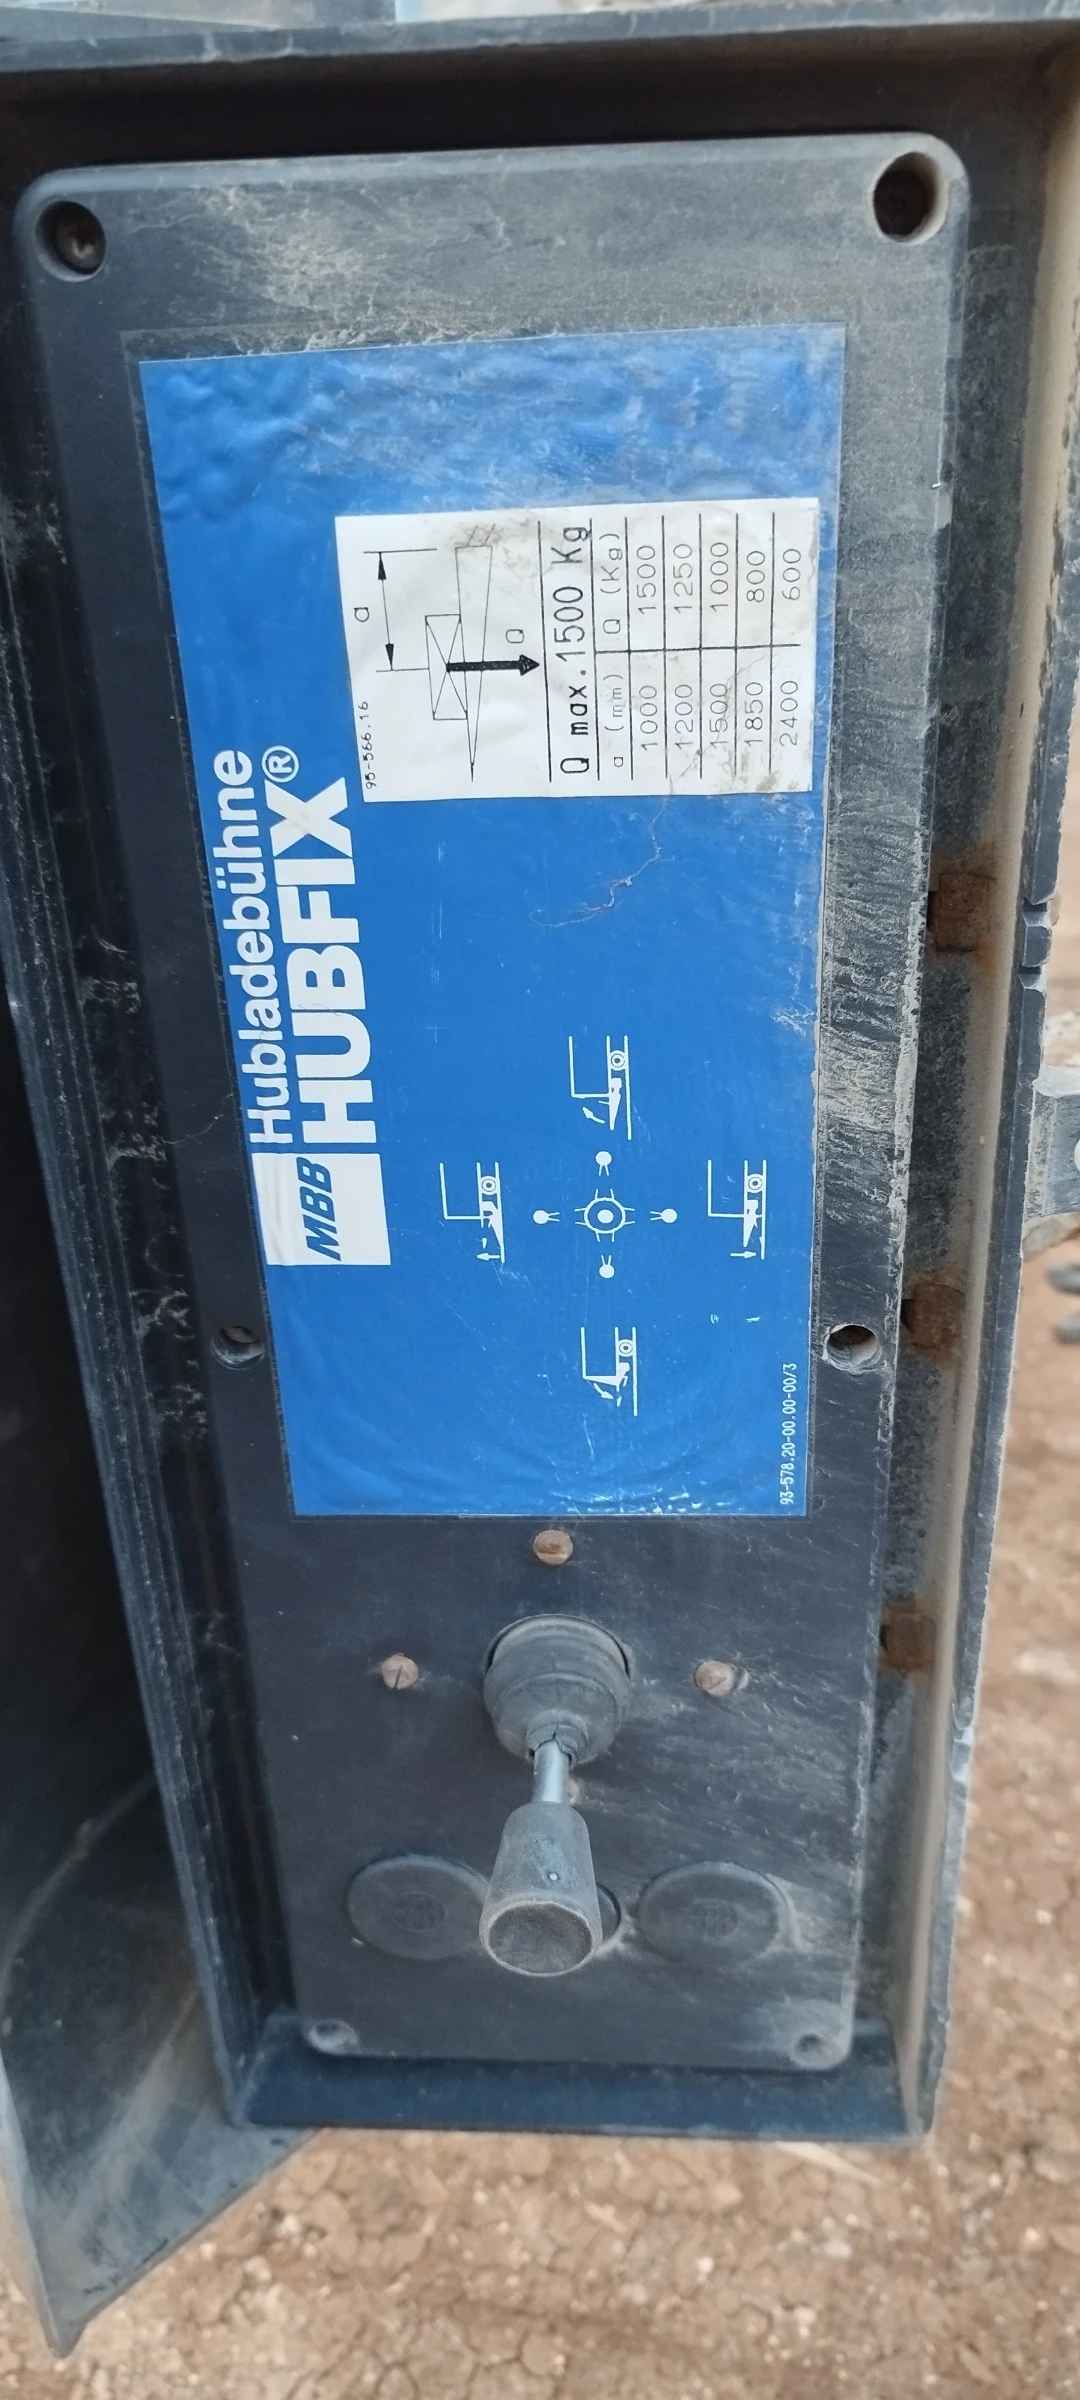 MBB
Hubladebühne
HUBFIX®
a
Q
95-566.16
Q max.1500 Kg
a (mm) Q (Kg)
1000 1500
1200 1250
1500 1000
1850 800
2400 600
93-578.20-00.00-00/3